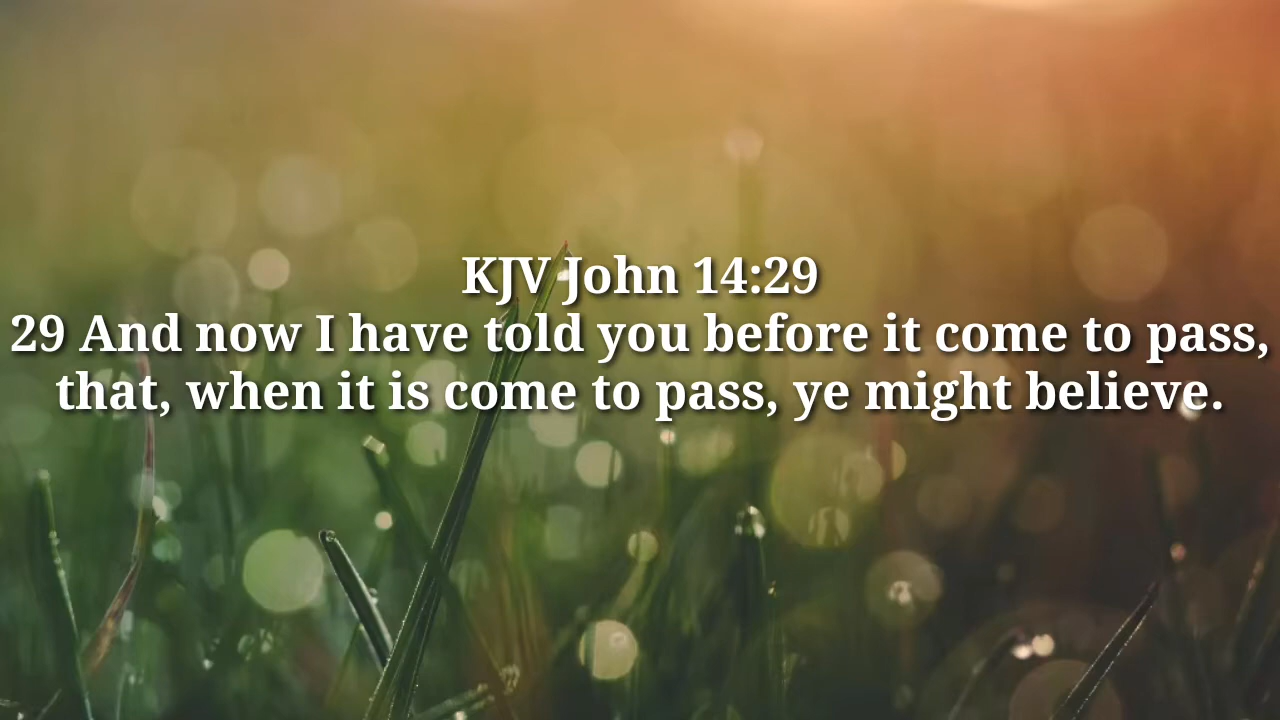 KJV John 14:29
29 And now I have told you before it come to pass,
that, when it is come to pass, ye might believe.